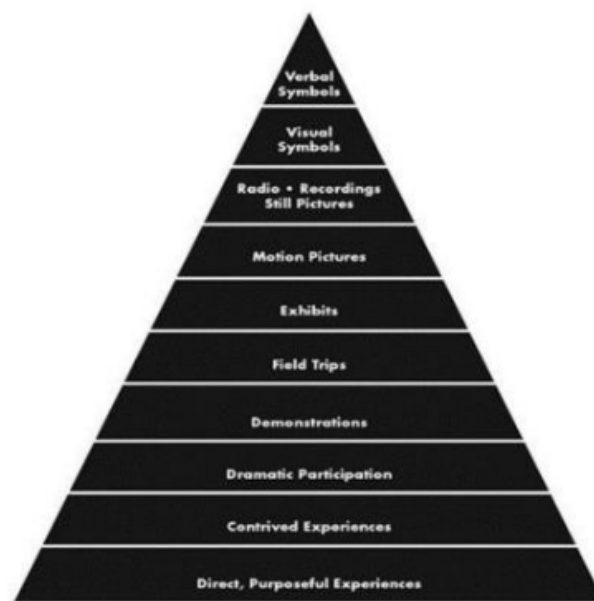 Verbal
Symbols
Visual
Symbols
Radio • Recordings
Still Pictures
Motion Pictures
Exhibits
Field Trips
Demonstrations
Dramatic Participation
Contrived Experiences
Direct, Purposeful Experiences